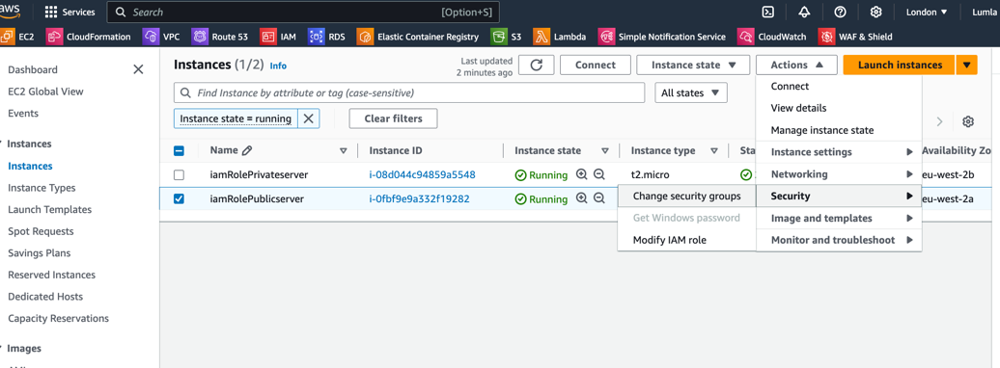 aws
Services
Search
[Option+S]
London
Lumla
EC2
CloudFormation
VPC
Route 53
IAM
RDS
Elastic Container Registry
S3
Lambda
Simple Notification Service
CloudWatch
WAF & Shield
Dashboard
EC2 Global View
Events
Instances
Instances
Instance Types
Launch Templates
Spot Requests
Savings Plans
Reserved Instances
Dedicated Hosts
Capacity Reservations
Images
Instances (1/2) Info
Last updated
2 minutes ago
Connect
Instance state
Actions
Launch instances
Find Instance by attribute or tag (case-sensitive)
All states
Instance state = running
Clear filters
Name
Instance ID
Instance state
Instance type
Sta
Availability Zo
iamRolePrivateserver
i-08d044c94859a5548
Running
t2.micro
eu-west-2b
iamRolePublicserver
i-0fbf9e9a332f19282
Running
eu-west-2a
Connect
View details
Manage instance state
Instance settings
Networking
Security
Image and templates
Monitor and troubleshoot
Change security groups
Get Windows password
Modify IAM role